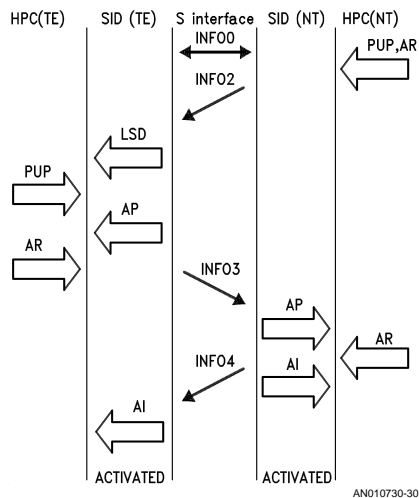 HPC(TE) SID (TE) S interface SID (NT) HPC(NT)
INFO0
PUP,AR
INFO2
LSD
PUP
AP
AR
INFO3
AP
AR
INFO4
AI
AI
ACTIVATED ACTIVATED
AN010730-30